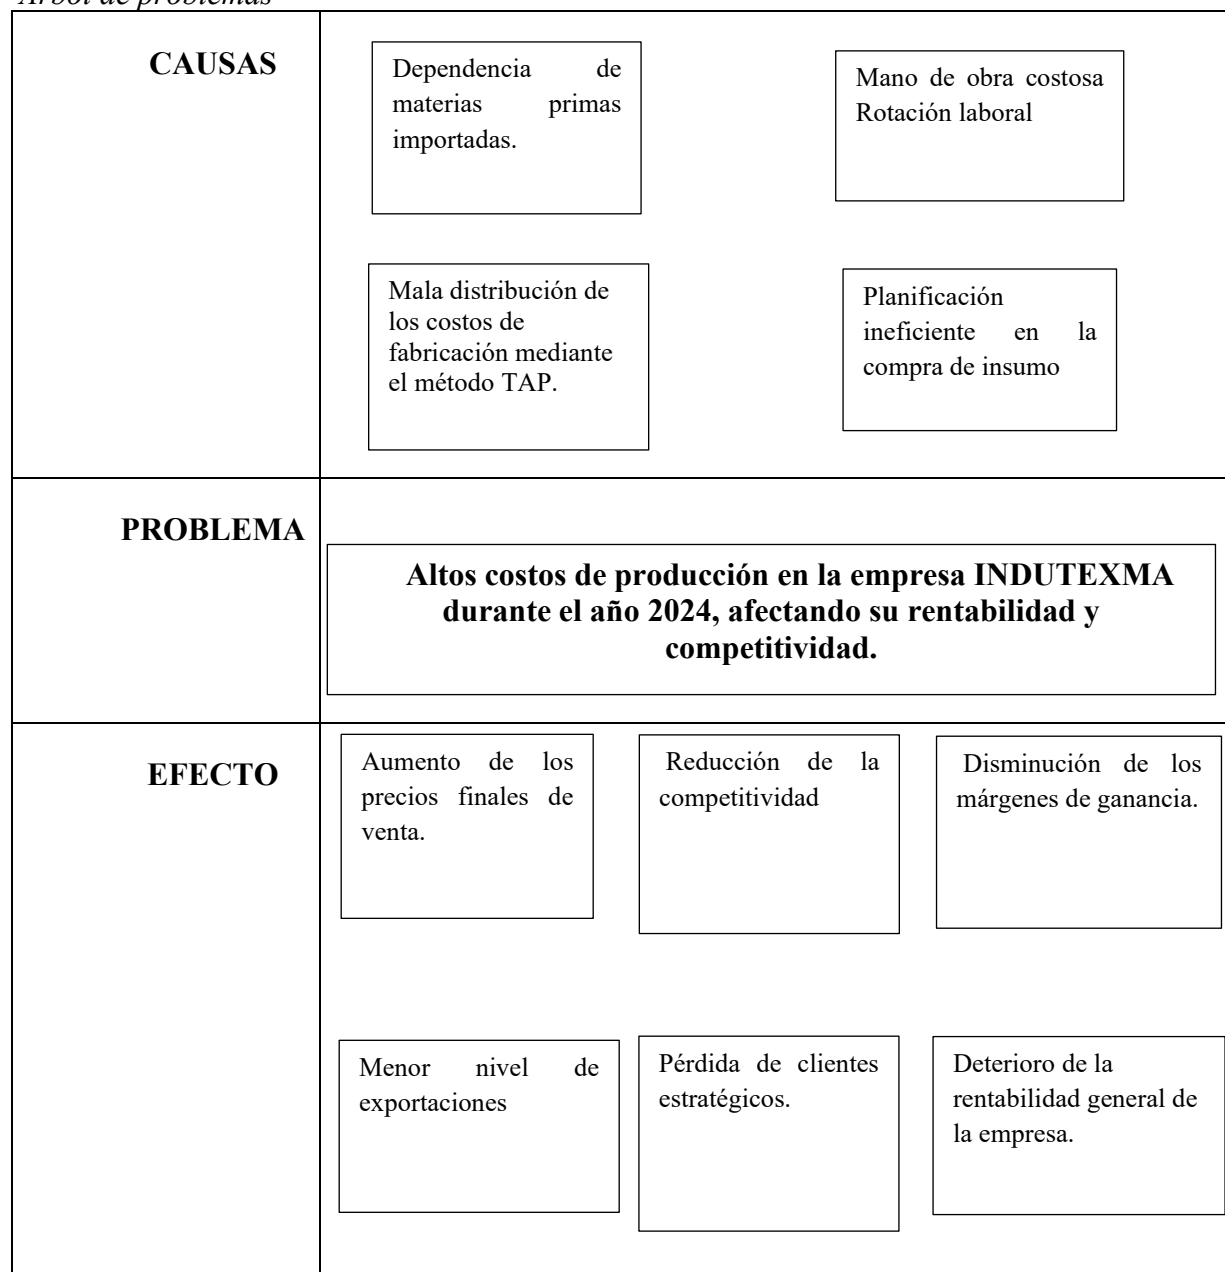 Árbol de problemas
CAUSAS
Dependencia de
materias primas
importadas.
Mano de obra costosa
Rotación laboral
Mala distribución de
los costos de
fabricación mediante
el método TAP.
Planificación
ineficiente en la
compra de insumo
PROBLEMA
Altos costos de producción en la empresa INDUTEXMA
durante el año 2024, afectando su rentabilidad y
competitividad.
EFECTO
Aumento de los
precios finales de
venta.
Reducción de la
competitividad
Disminución de los
márgenes de ganancia.
Menor nivel de
exportaciones
Pérdida de clientes
estratégicos.
Deterioro de la
rentabilidad general de
la empresa.